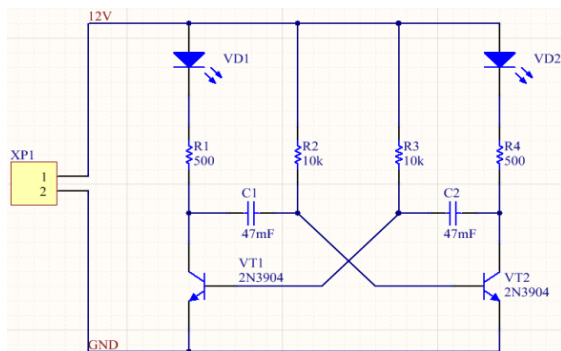 12V
VD1
VD2
R1
500
R2
10k
R3
10k
R4
500
XP1
1
2
C1
47mF
C2
47mF
VT1
2N3904
VT2
2N3904
GND